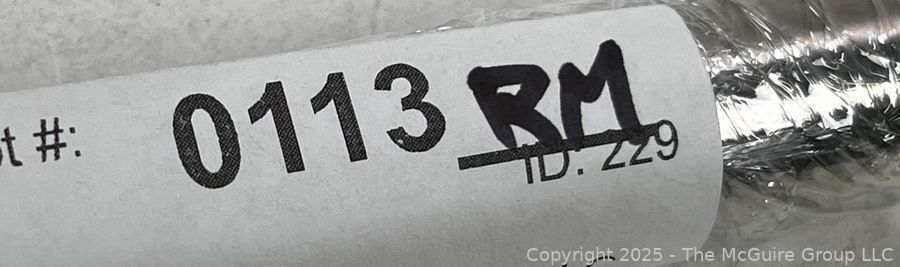 #: 0113 RM
ID: 229
Copyright 2025 - The McGuire Group LLC